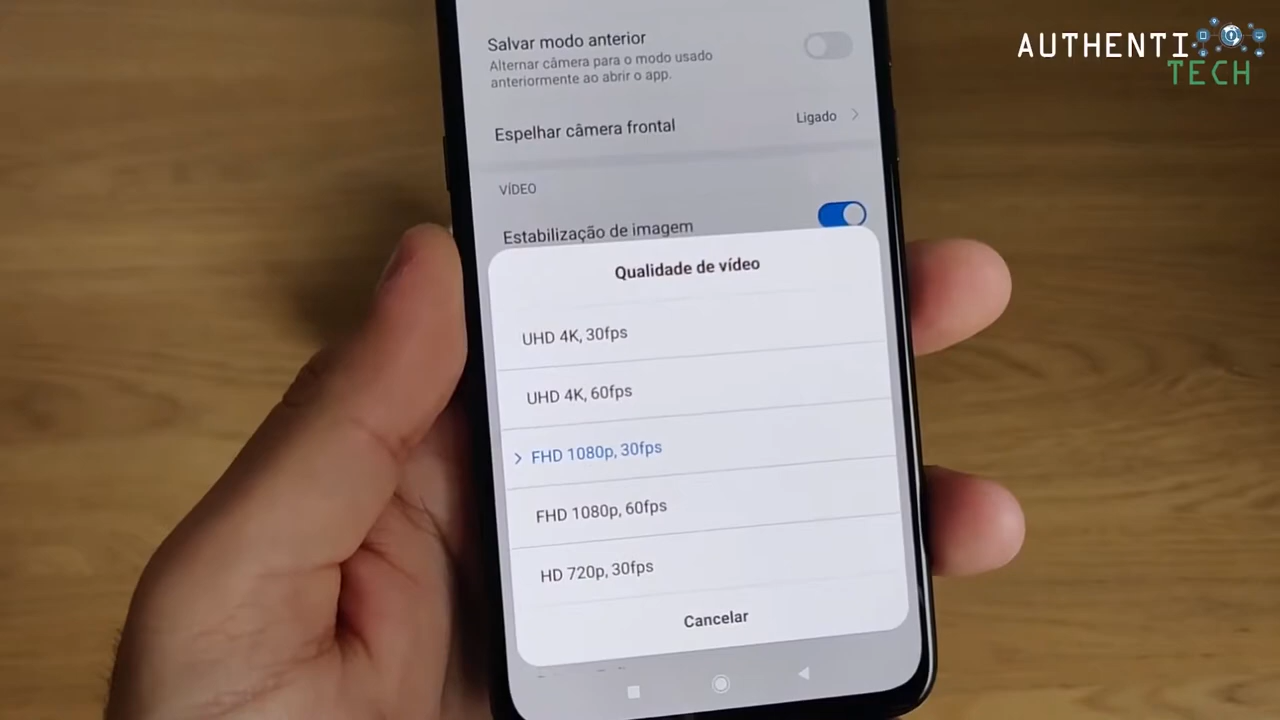 AUTHENTI
TECH
Salvar modo anterior
Alternar câmera para o modo usado
anteriormente ao abrir o app.
Espelhar câmera frontal
Ligado
VÍDEO
Estabilização de imagem
Qualidade de vídeo
UHD 4K, 30fps
UHD 4K, 60fps
FHD 1080p, 30fps
FHD 1080p, 60fps
HD 720p, 30fps
Cancelar